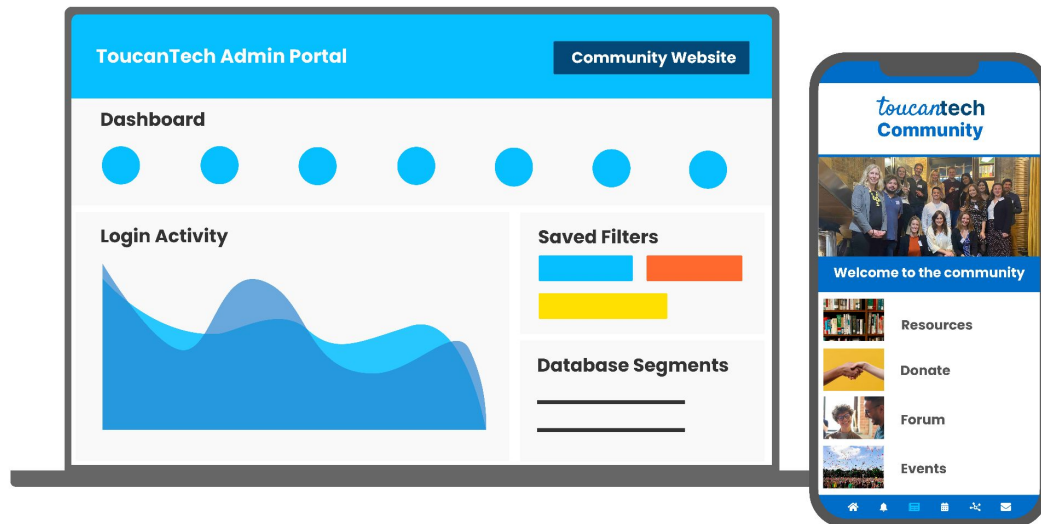 ToucanTech Admin Portal
Community Website
Dashboard
Login Activity
Saved Filters
Database Segments
toucantech
Community
Welcome to the community
Resources
Donate
Forum
Events